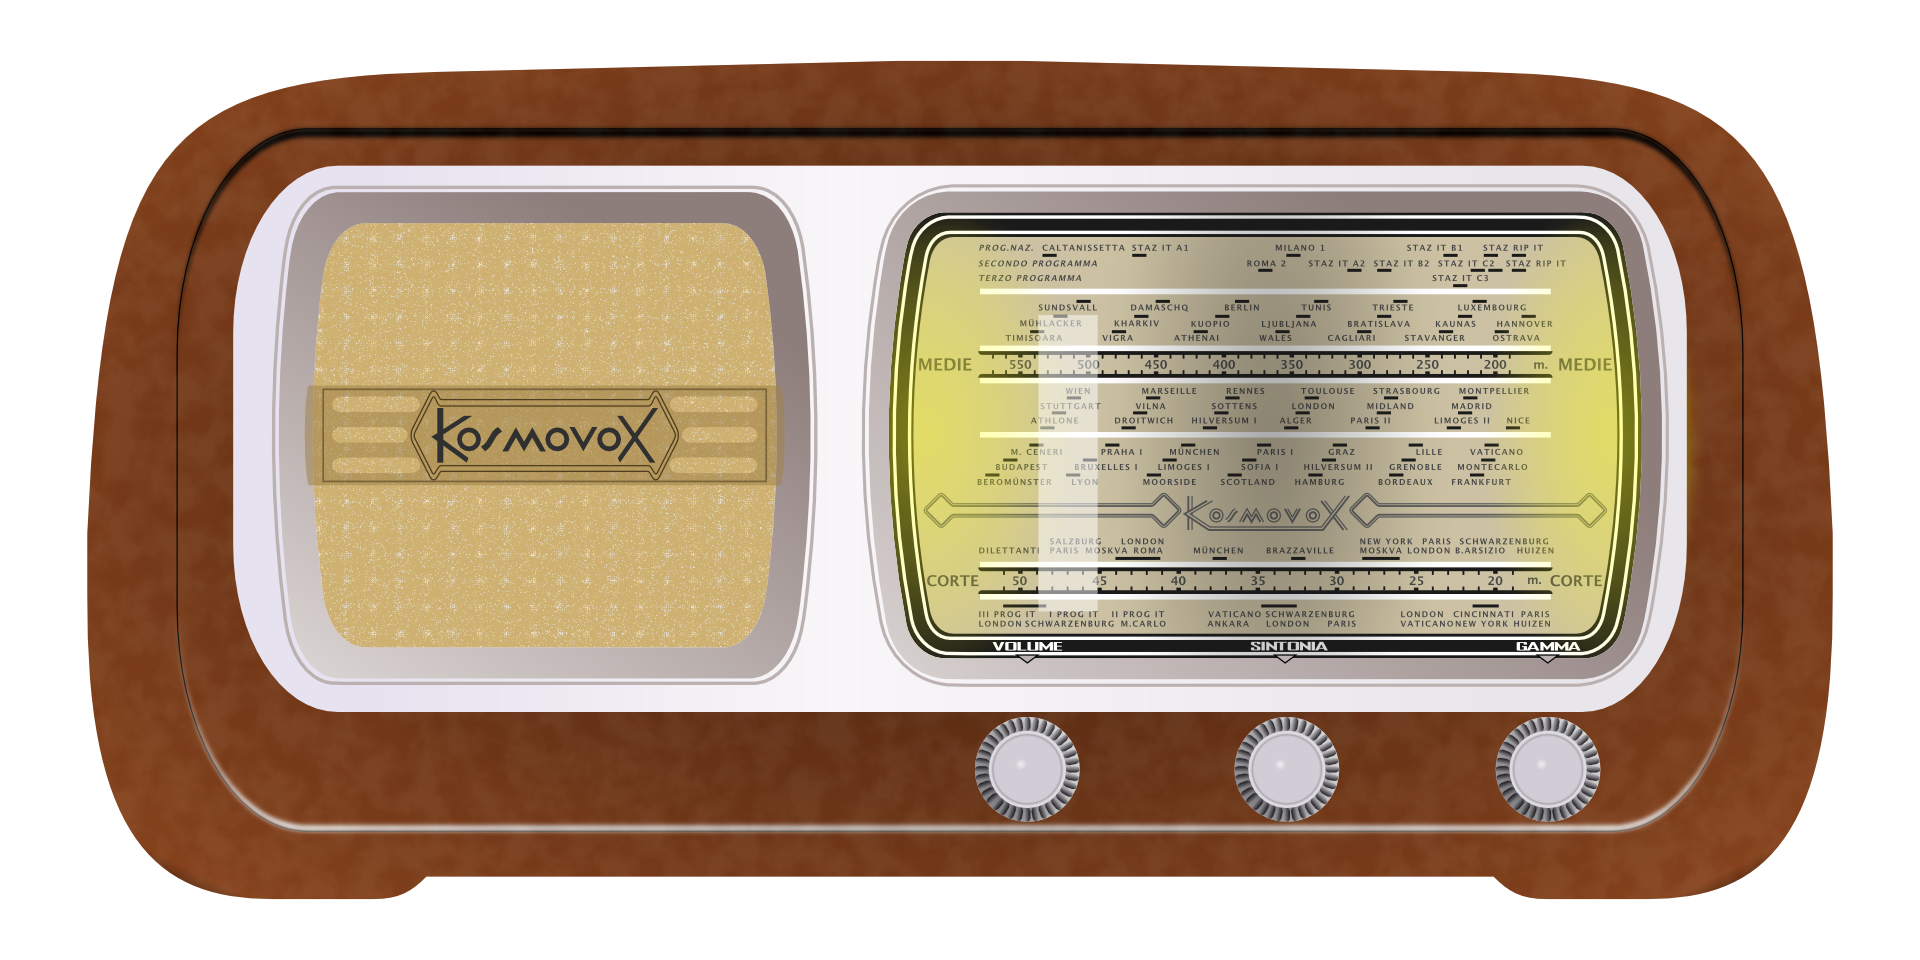 KOSMOVOX
PROG.NAZ. CALTANISSETTA STAZ IT A1 MILANO 1 STAZ IT B1 STAZ RIP IT
SECONDO PROGRAMMA ROMA 2 STAZ IT A2 STAZ IT B2 STAZ IT C2 STAZ RIP IT
TERZO PROGRAMMA STAZ IT C3
SUNDSVALL DAMASCHQ BERLIN TUNIS TRIESTE LUXEMBOURG
MÜHLACKER KHARKIV KUOPIO LJUBLJANA BRATISLAVA KAUNAS HANNOVER
TIMISOARA VIGRA ATHENAI WALES CAGLIARI STAVANGER OSTRAVA
MEDIE 550 500 450 400 350 300 250 200 m. MEDIE
WIEN MARSEILLE RENNES TOULOUSE STRASBOURG MONTPELLIER
STUTTGART VILNA SOTTENS LONDON MIDLAND MADRID
ATHLONE DROITWICH HILVERSUM I ALGER PARIS II LIMOGES II NICE
M. CENERI PRAHA I MÜNCHEN PARIS I GRAZ LILLE VATICANO
BUDAPEST BRUXELLES I LIMOGES I SOFIA I HILVERSUM II GRENOBLE MONTECARLO
BEROMÜNSTER LYON MOORSIDE SCOTLAND HAMBURG BORDEAUX FRANKFURT
KOSMOVOX
SALZBURG LONDON NEW YORK PARIS SCHWARZENBURG
DILETTANTI PARIS MOSKVA ROMA MÜNCHEN BRAZZAVILLE MOSKVA LONDON B.ARSIZIO HUIZEN
CORTE 50 45 40 35 30 25 20 m. CORTE
III PROG IT I PROG IT II PROG IT VATICANO SCHWARZENBURG LONDON CINCINNATI PARIS
LONDON SCHWARZENBURG M.CARLO ANKARA LONDON PARIS VATICANO NEW YORK HUIZEN
VOLUME SINTONIA GAMMA